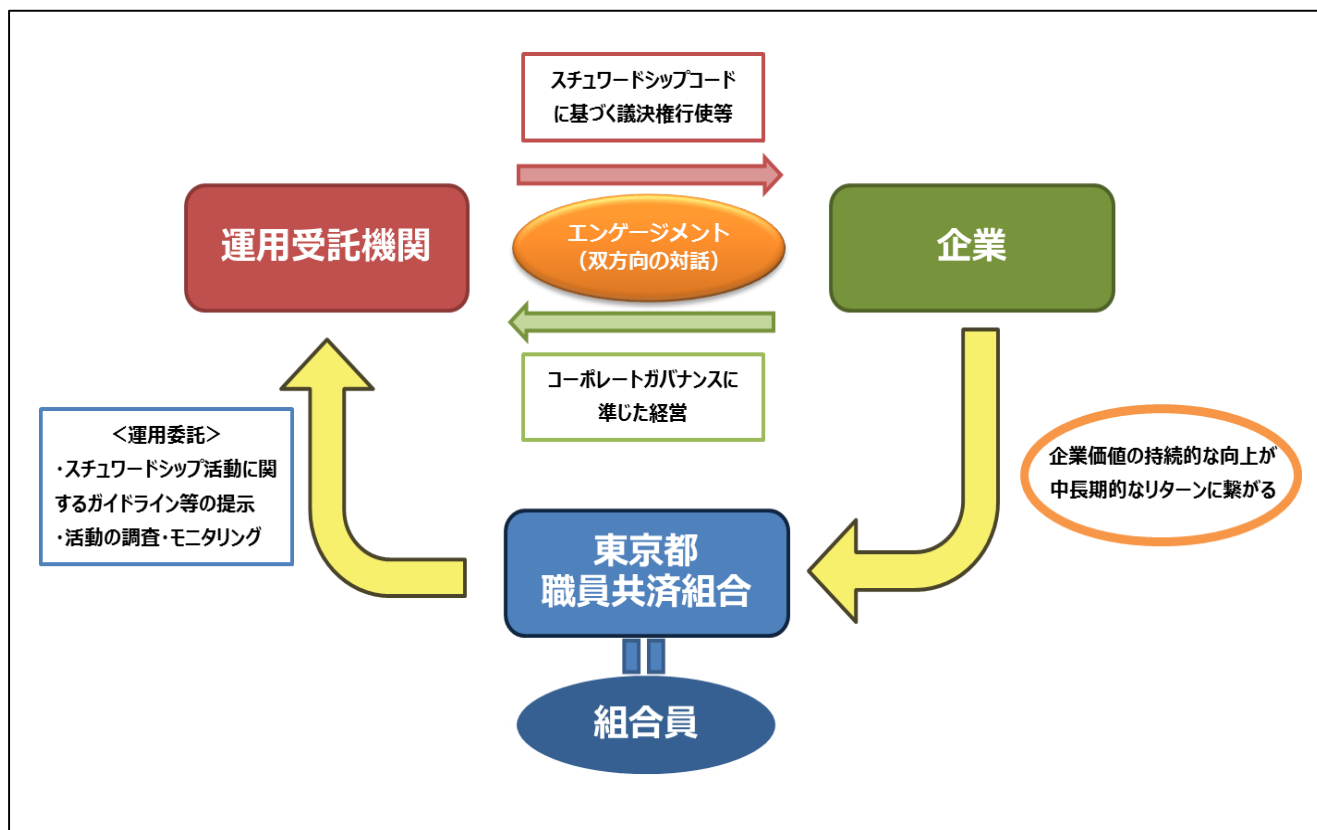 スチュワードシップコード
に基づく議決権行使等
運用受託機関
エンゲージメント
（双方向の対話）
企業
コーポレートガバナンスに
準じた経営
＜運用委託＞
・スチュワードシップ活動に関
するガイドライン等の提示
・活動の調査・モニタリング
企業価値の持続的な向上が
中長期的なリターンに繋がる
東京都
職員共済組合
組合員